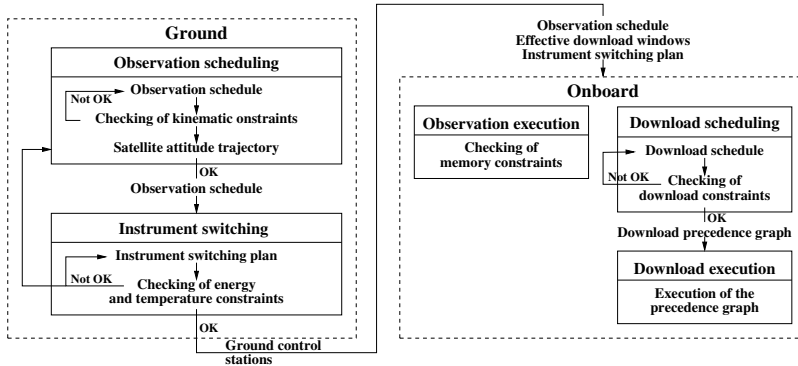 Ground
Observation scheduling
Observation schedule
Not OK
Checking of kinematic onstraints
Satellite attitude trajectory
OK
Observation schedule
Instrument switching
Instrument switching plan
Not OK
Checking of energy
and temperature constraints
OK
Ground control
stations
Observation schedule
Effective download windows
Instrument switching plan
Onboard
Observation execution
Checking of
memory constraints
Download scheduling
Download schedule
Not OK
Checking of
download constraints
OK
Download precedence graph
Download execution
Execution of the
precedence graph